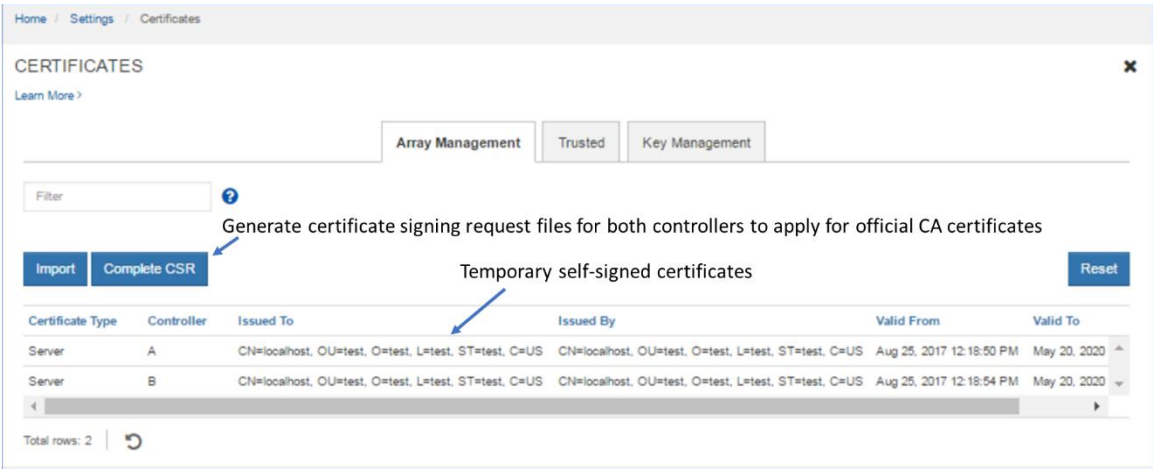 Home / Settings / Certificates
CERTIFICATES
Learn More >
Array Management Trusted Key Management
Filter
Generate certificate signing request files for both controllers to apply for official CA certificates
Import Complete CSR Reset
Temporary self-signed certificates
Certificate Type Controller Issued To Issued By Valid From Valid To
Server A CN=localhost, OU=test, O=test, L=test, ST=test, C=US CN=localhost, OU=test, O=test, L=test, ST=test, C=US Aug 25, 2017 12:18:50 PM May 20, 2020
Server B CN=localhost, OU=test, O=test, L=test, ST=test, C=US CN=localhost, OU=test, O=test, L=test, ST=test, C=US Aug 25, 2017 12:18:54 PM May 20, 2020
Total rows: 2